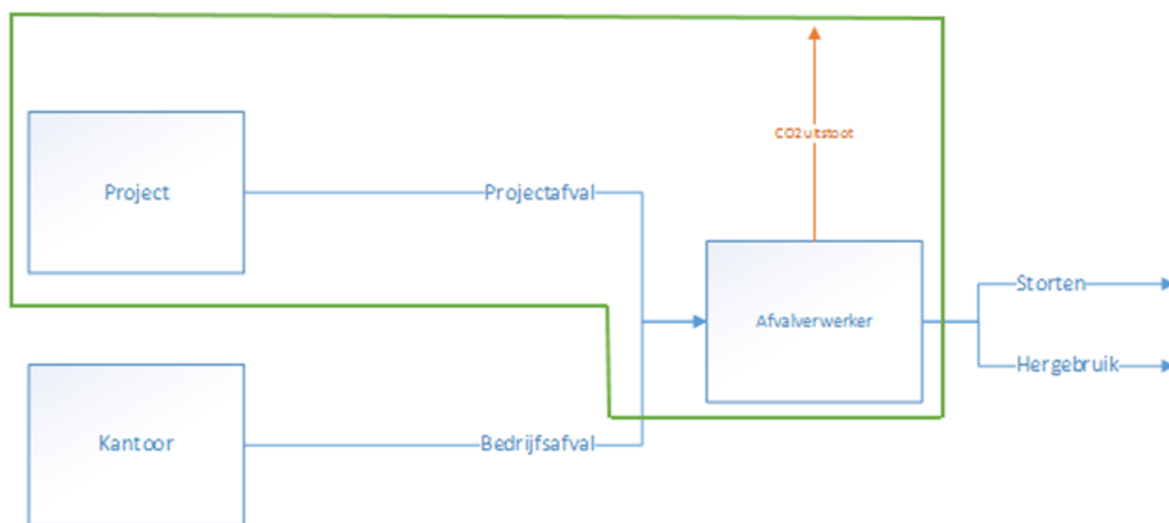 CO2 uitstoot
Project
Projectafval
Storten
Afvalverwerker
Hergebruik
Kantoor
Bedrijfsafval